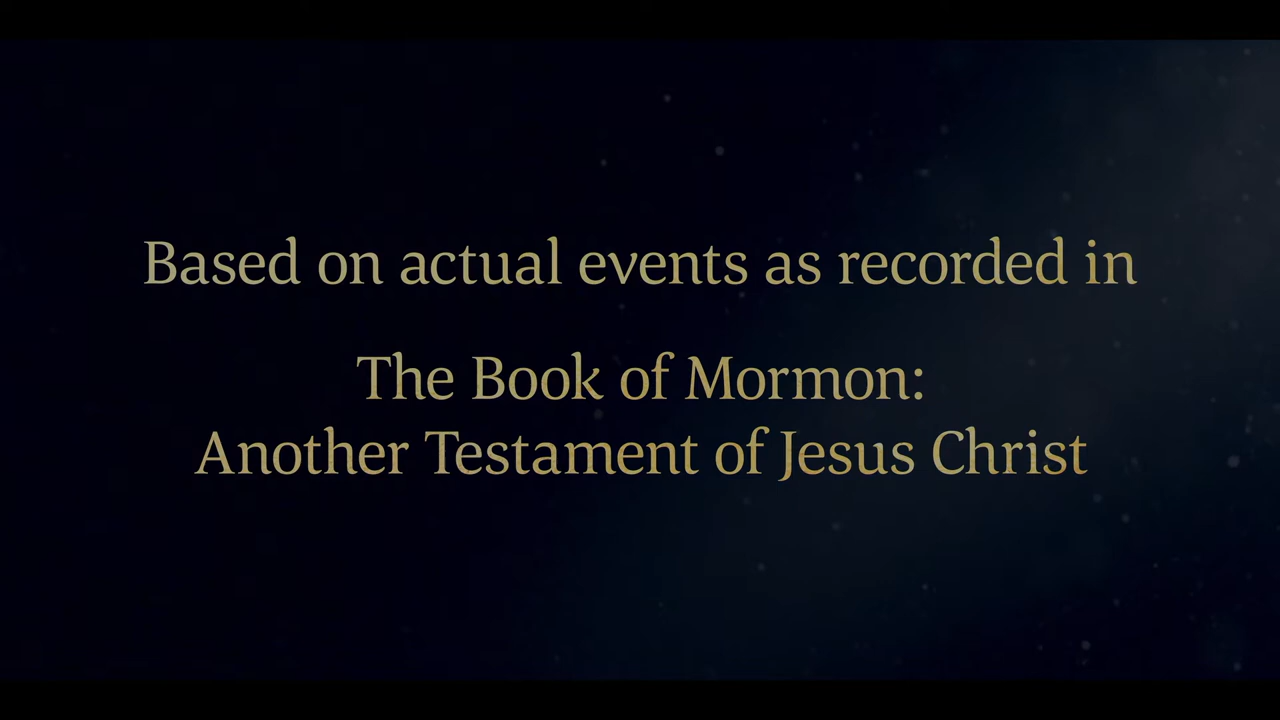 Based on actual events as recorded in
The Book of Mormon:
Another Testament of Jesus Christ